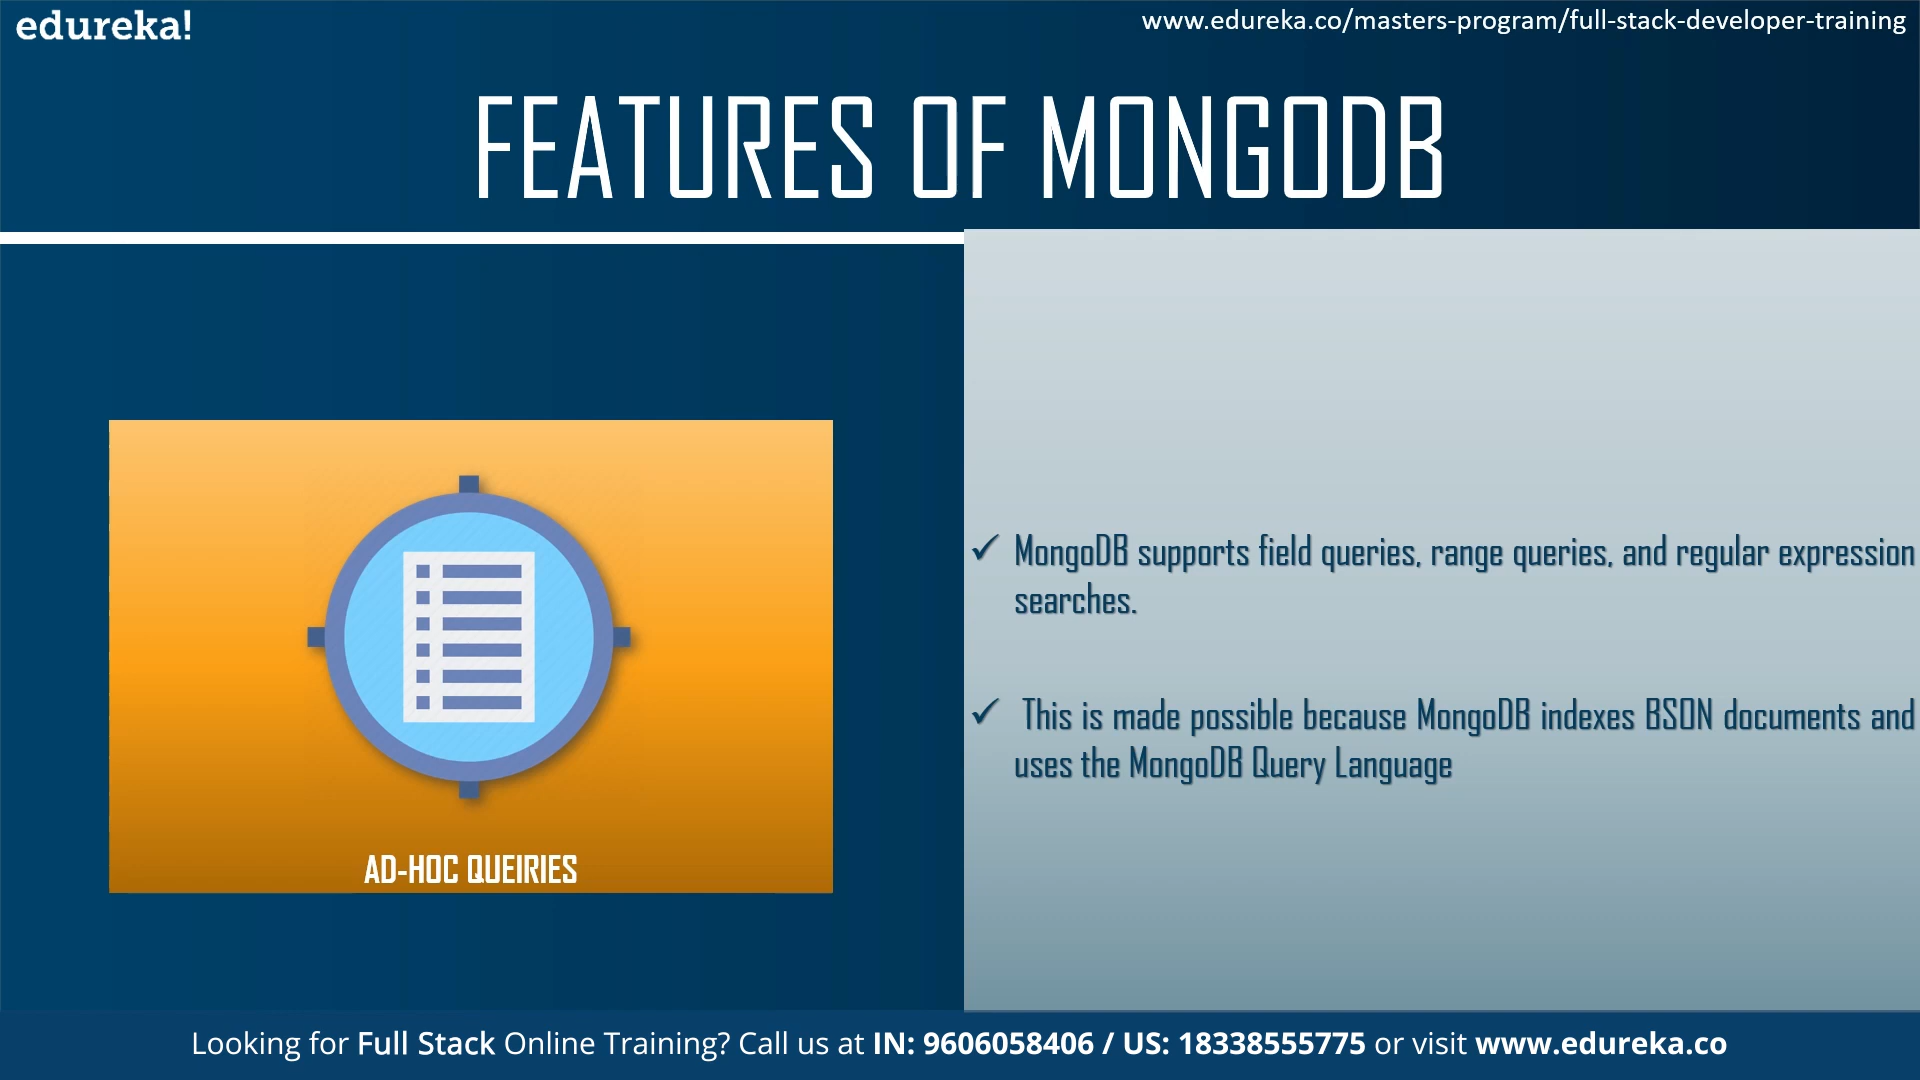 edureka!
www.edureka.co/masters-program/full-stack-developer-training
FEATURES OF MONGODB
AD-HOC QUEIRIES
✓ MongoDB supports field queries, range queries, and regular expression
searches.
✓ This is made possible because MongoDB indexes BSON documents and
uses the MongoDB Query Language
Looking for Full Stack Online Training? Call us at IN: 9606058406 / US: 18338555775 or visit www.edureka.co